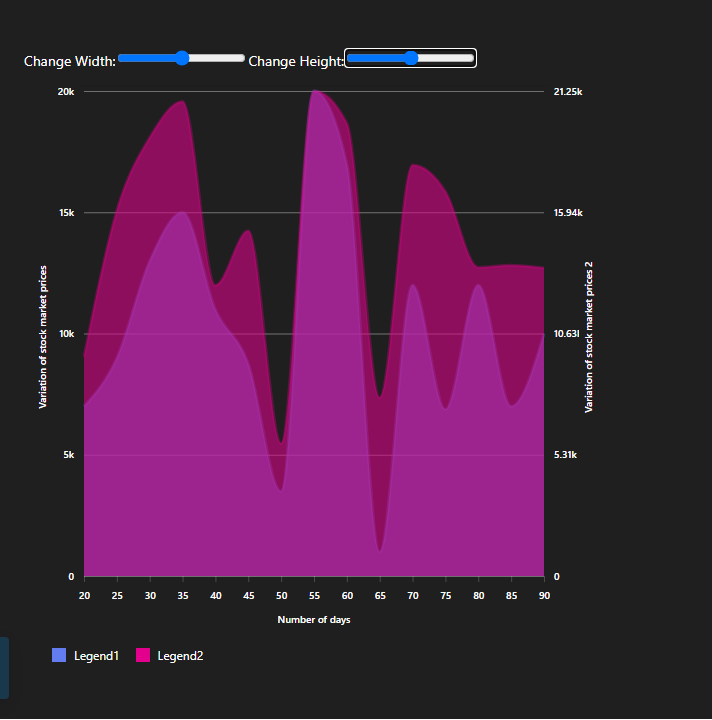 Change Width: Change Height:
20k 21.25k
15k 15.94k
Variation of stock market prices
Variation of stock market prices 2
10k 10.63l
5k 5.31k
0 0
20 25 30 35 40 45 50 55 60 65 70 75 80 85 90
Number of days
Legend1 Legend2